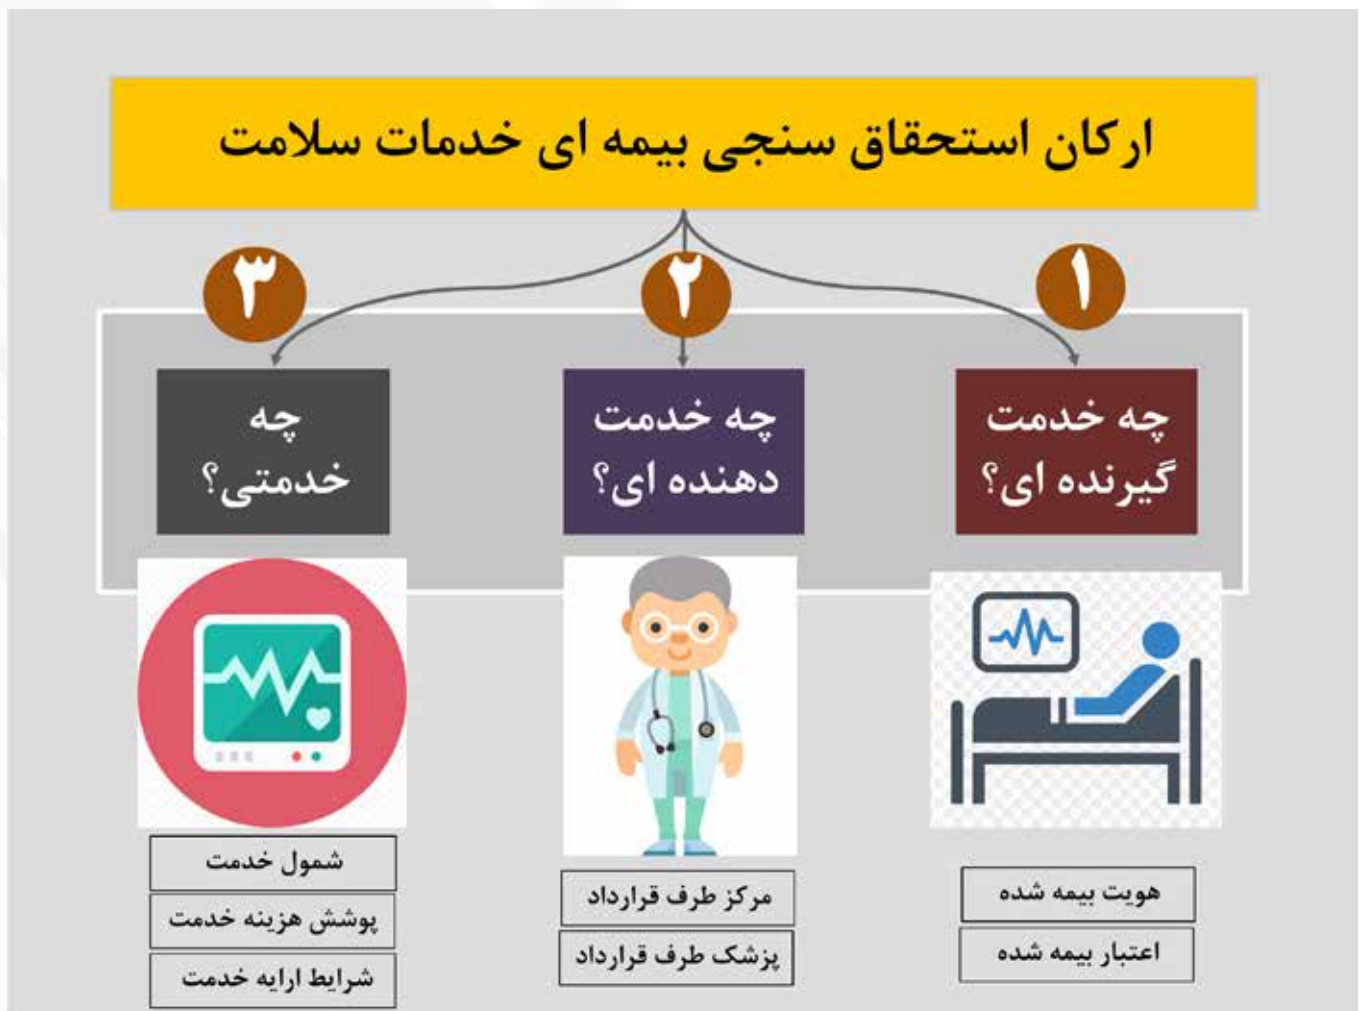 ارکان استحقاق سنجی بیمه ای خدمات سلامت
۱
چه خدمت
گیرنده ای؟
هویت بیمه شده
اعتبار بیمه شده
۲
چه خدمت
دهنده ای؟
مرکز طرف قرارداد
پزشک طرف قرارداد
۳
چه
خدمتی؟
شمول خدمت
پوشش هزینه خدمت
شرایط ارایه خدمت